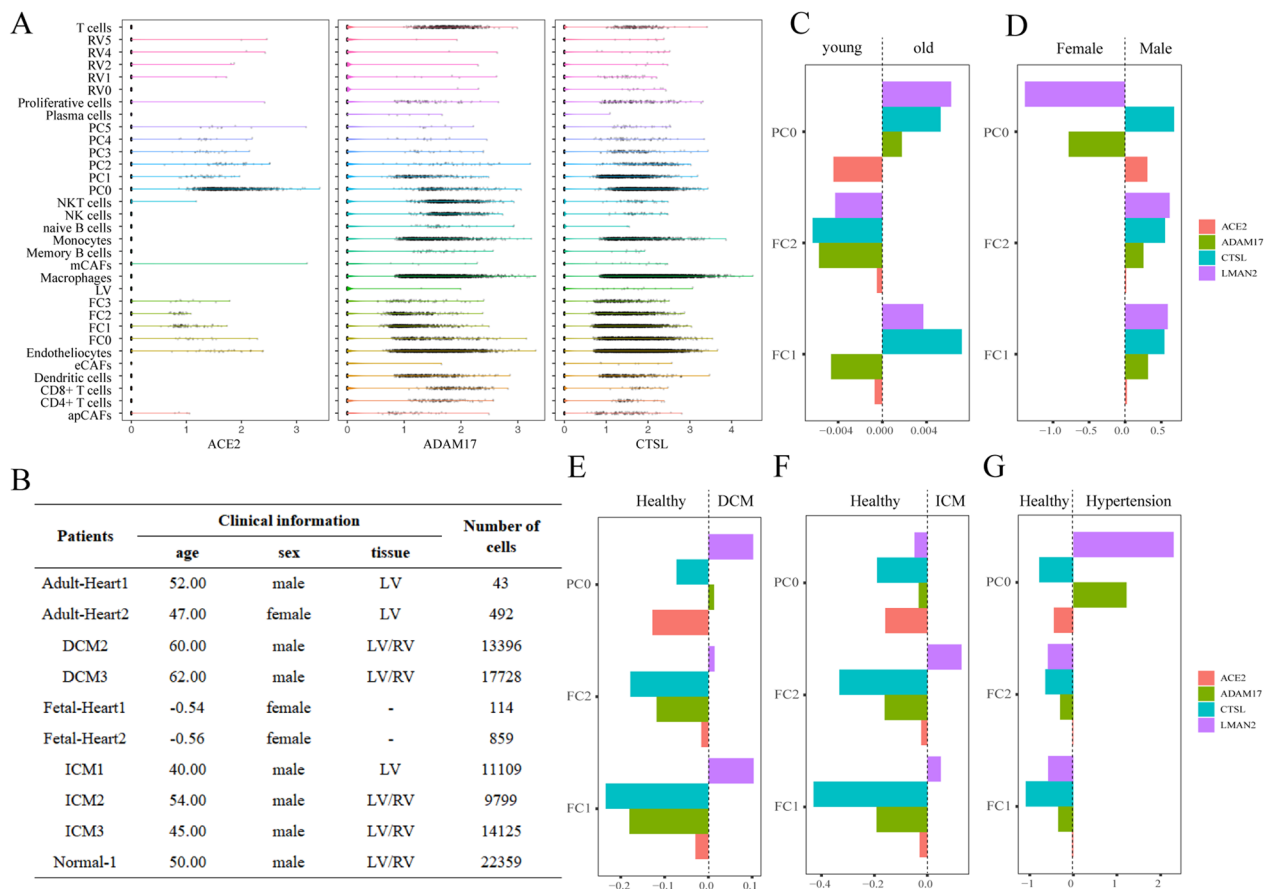 A
T cells
RV5
RV4
RV2
RV1
RV0
Proliferative cells
Plasma cells
PC5
PC4
PC3
PC2
PC1
PC0
NKT cells
NK cells
naive B cells
Monocytes
Memory B cells
mCAFs
Macrophages
LV
FC3
FC2
FC1
FC0
Endotheliocytes
eCAFs
Dendritic cells
CD8+ T cells
CD4+ T cells
apCAFs
0 1 2 3
0 1 2 3
0 1 2 3 4
ACE2 ADAM17 CTSL
B
Patients Clinical information Number of cells
age sex tissue
Adult-Heart1 52.00 male LV 43
Adult-Heart2 47.00 female LV 492
DCM2 60.00 male LV/RV 13396
DCM3 62.00 male LV/RV 17728
Fetal-Heart1 -0.54 female - 114
Fetal-Heart2 -0.56 female - 859
ICM1 40.00 male LV 11109
ICM2 54.00 male LV/RV 9799
ICM3 45.00 male LV/RV 14125
Normal-1 50.00 male LV/RV 22359
C
young old
PC0
FC2
FC1
−0.004 0.000 0.004
D
Female Male
PC0
FC2
FC1
−1.0 −0.5 0.0 0.5
ACE2
ADAM17
CTSL
LMAN2
E
Healthy DCM
PC0
FC2
FC1
−0.2 −0.1 0.0 0.1
F
Healthy ICM
PC0
FC2
FC1
−0.4 −0.2 0.0
G
Healthy Hypertension
PC0
FC2
FC1
−1 0 1 2
ACE2
ADAM17
CTSL
LMAN2